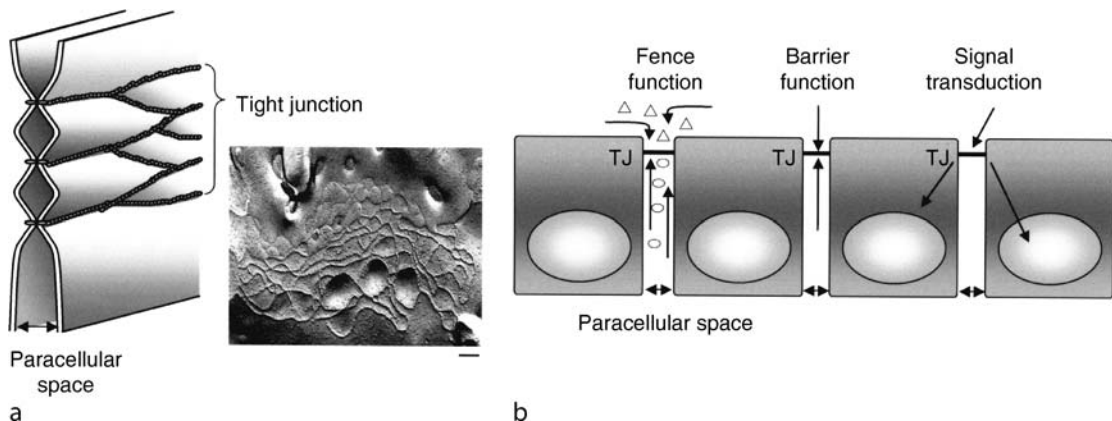 Tight junction
Paracellular
space
a
Fence
function
Barrier
function
Signal
transduction
TJ
TJ
TJ
Paracellular space
b